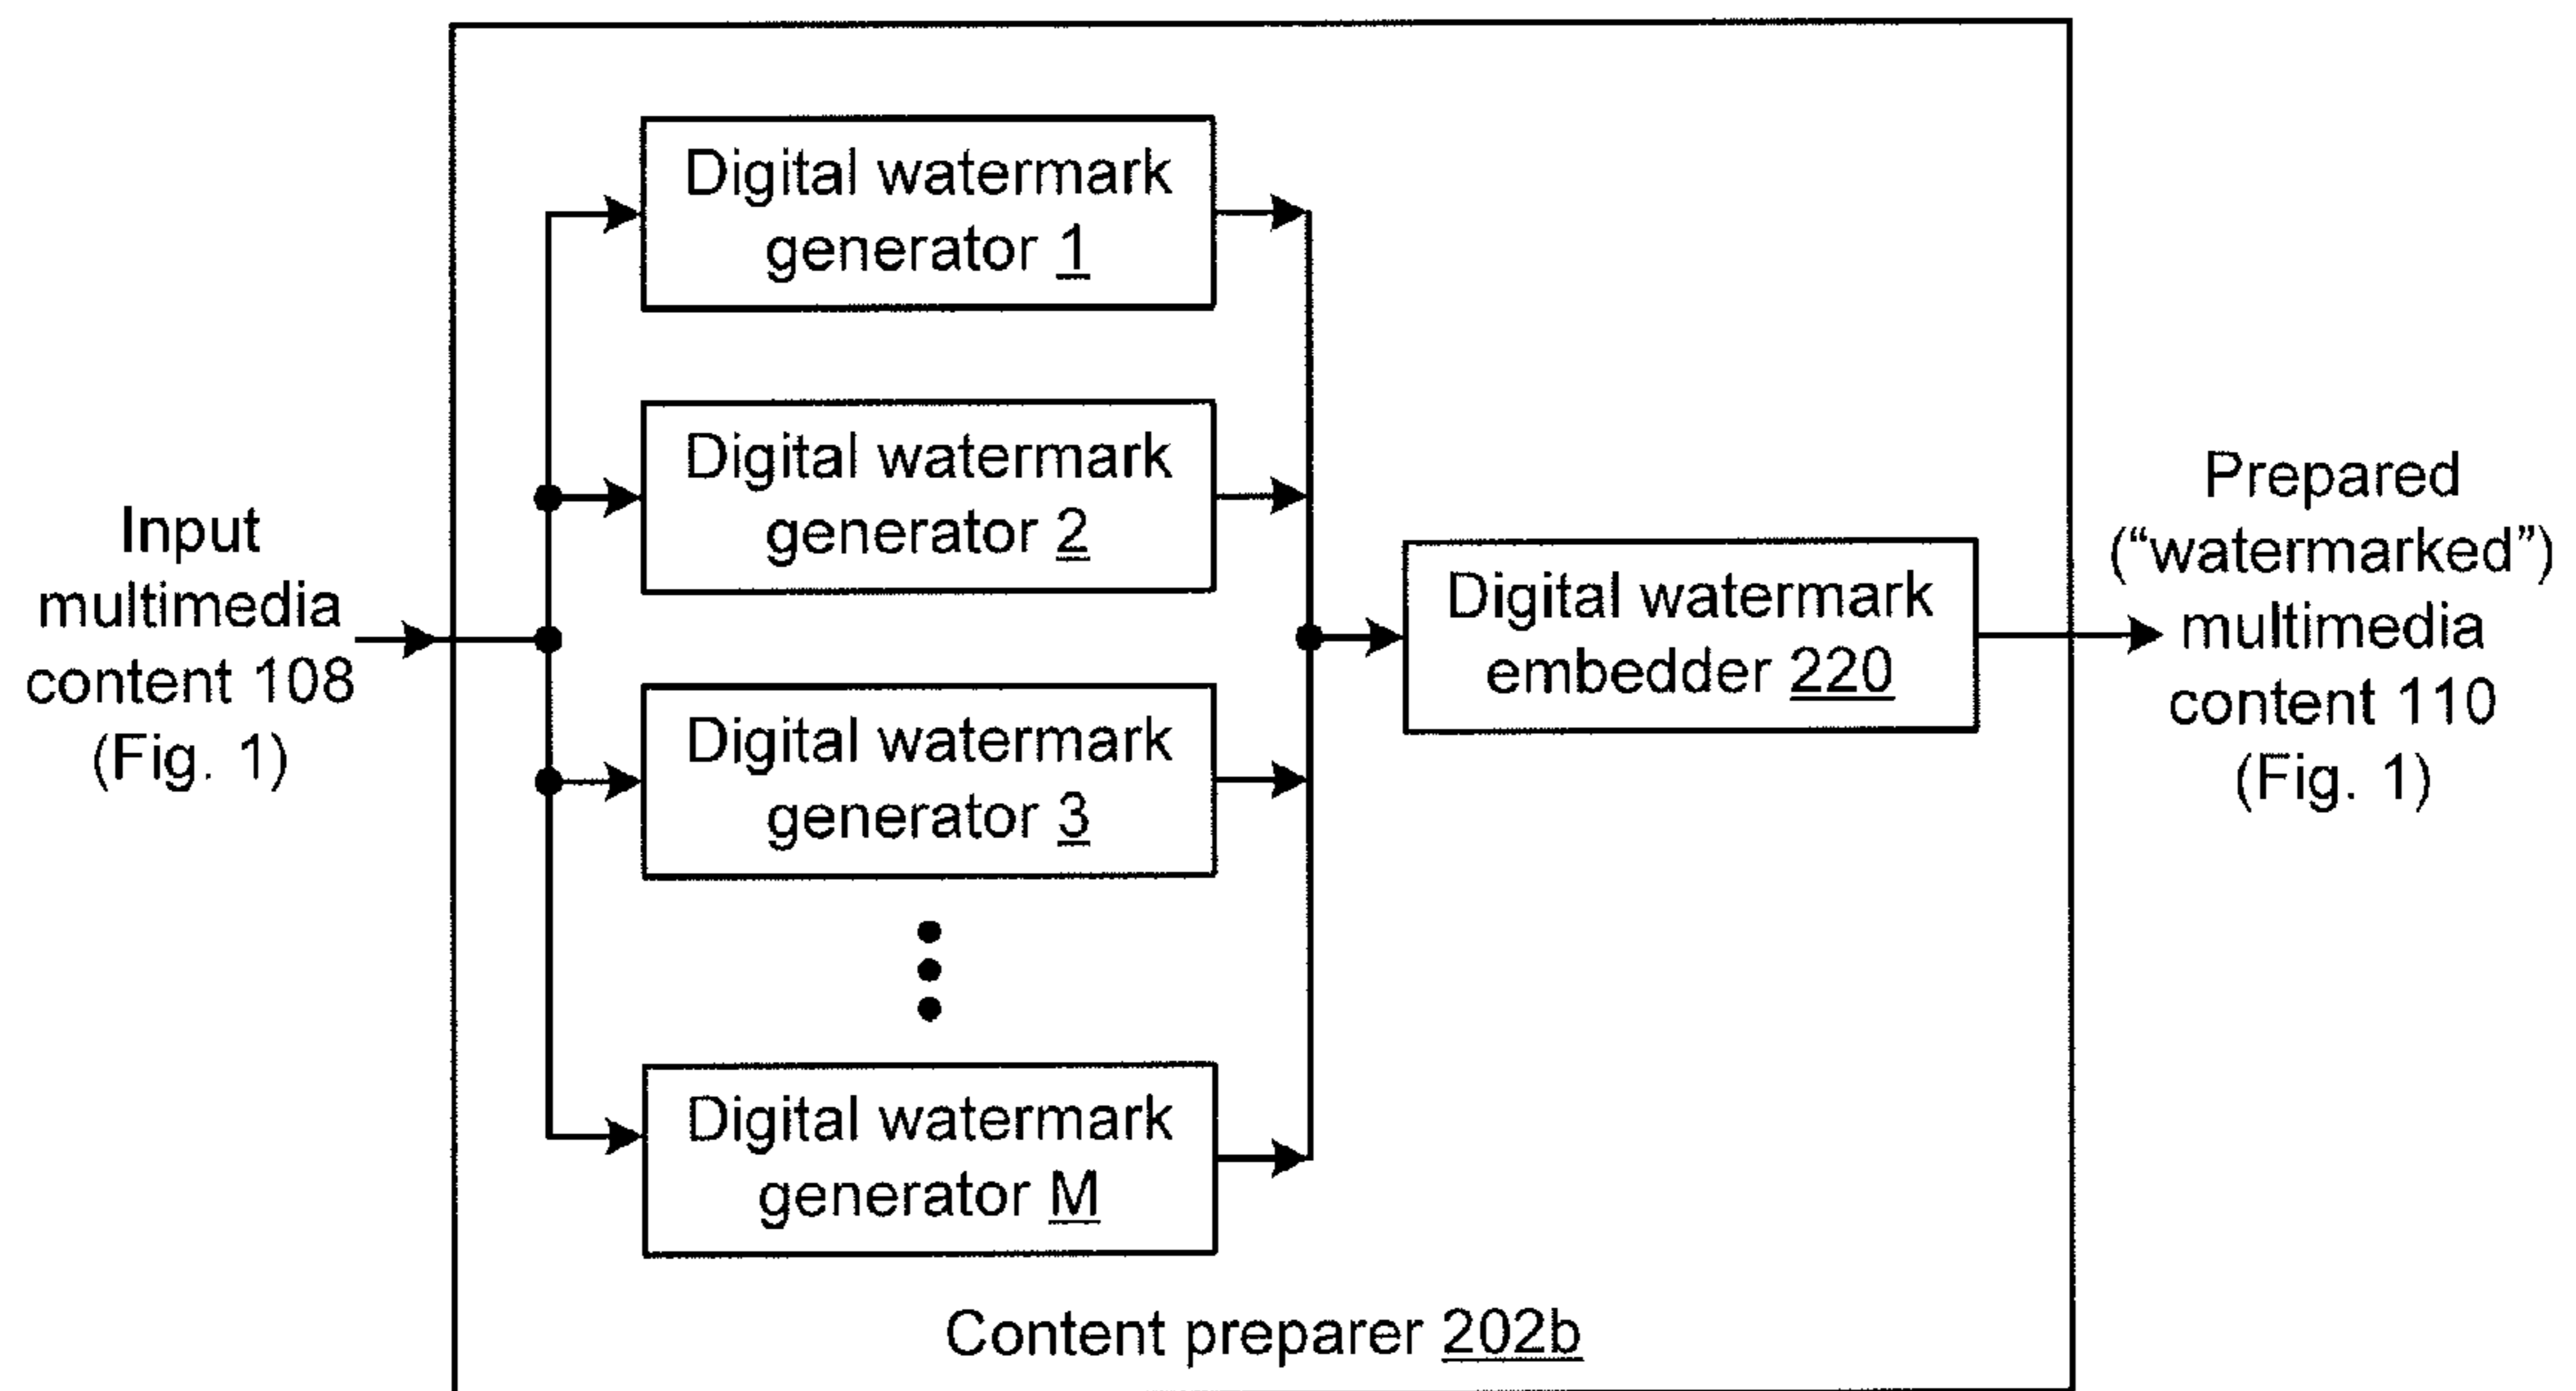 Input
multimedia
content 108
(Fig. 1)
Digital watermark
generator 1
Digital watermark
generator 2
Digital watermark
generator 3
Digital watermark
generator M
Digital watermark
embedder 220
Prepared
(“watermarked”)
multimedia
content 110
(Fig. 1)
Content preparer 202b